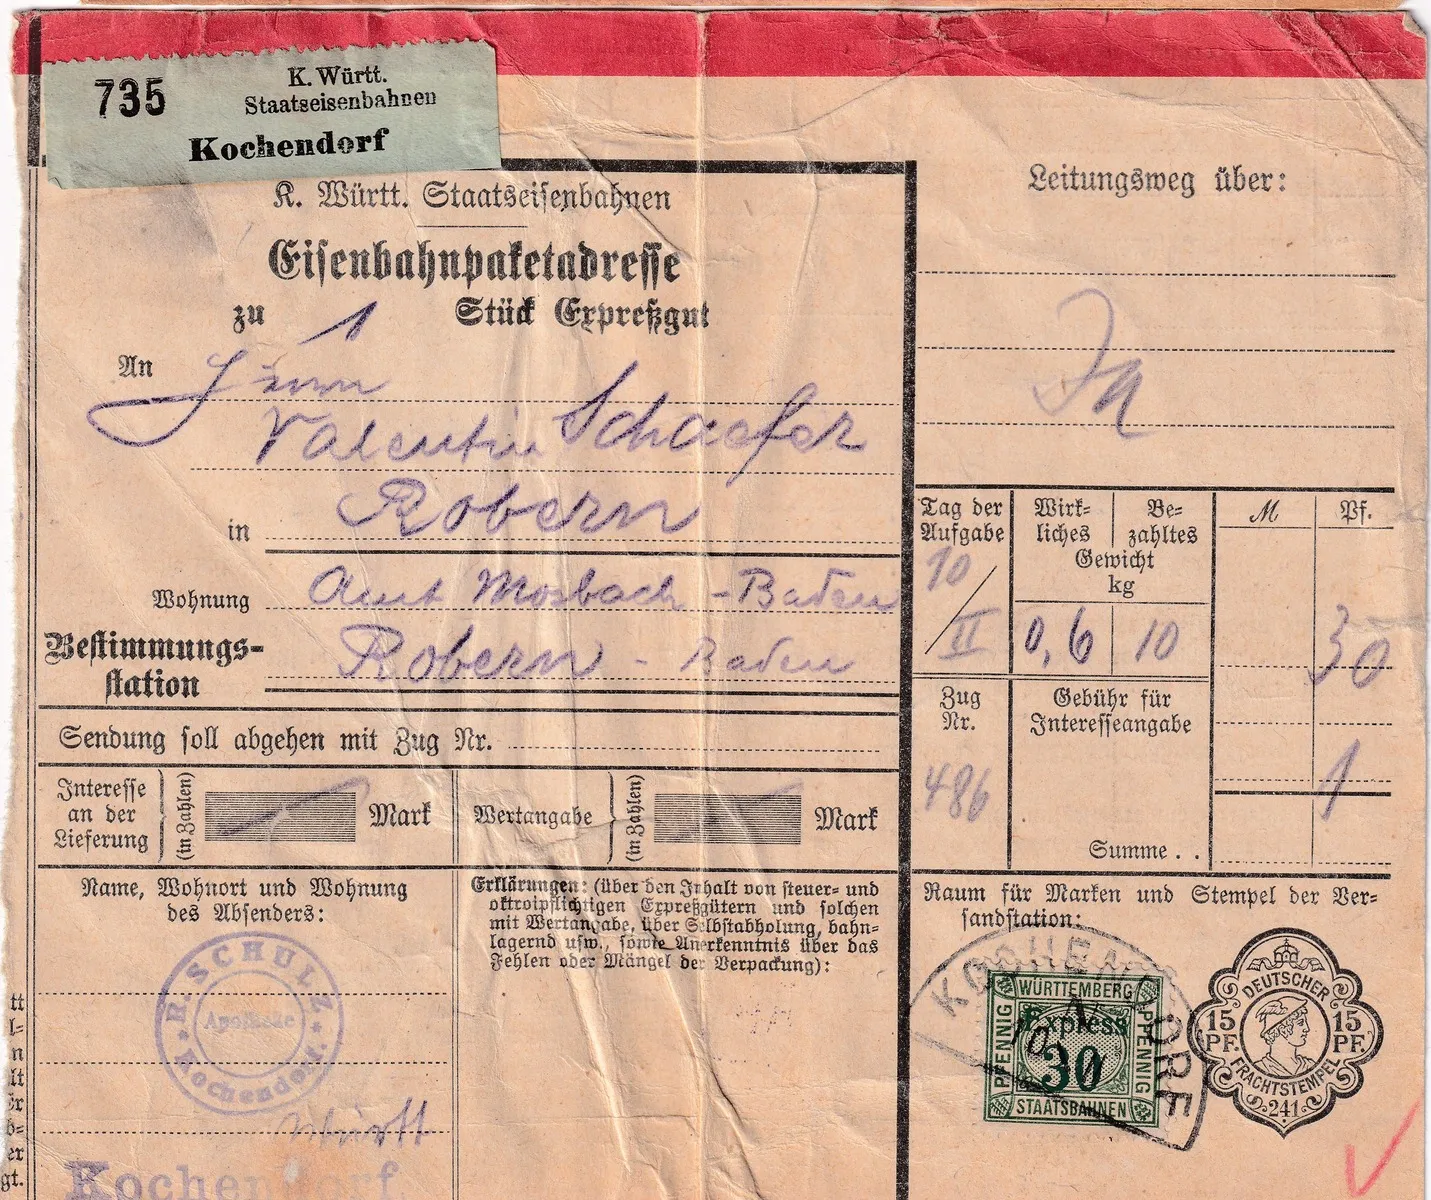 735
K. Württ.
Staatseisenbahnen
Kochendorf
K. Württ. Staatseisenbahnen
Eisenbahnpaketadresse
zu 1 Stück Expreßgut
An Herrn
Valentin Schaefer
in Robern
Wohnung Amt Mosbach - Baden
Bestimmungs-
station Robern - Baden
Sendung soll abgehen mit Zug Nr.
Interesse
an der
Lieferung
(in Zahlen)
Mark
Wertangabe
(in Zahlen)
Mark
Name, Wohnort und Wohnung
des Absenders:
R. SCHULZ
Apotheke
Kochendorf.
Württ
Kochendorf
Erklärungen: (über den Inhalt von steuer- und
oktroipflichtigen Expreßgütern und solchen
mit Wertangabe, über Selbstabholung, bahn-
lagernd usw., sowie Anerkenntnis über das
Fehlen oder Mängel der Verpackung):
Leitungsweg über:
Tag der
Aufgabe
10/II
Wirk-
liches
Be-
zahltes
Gewicht
kg
0,6
10
M
Pf.
30
Zug
Nr.
486
Gebühr für
Interesseangabe
1
Summe . .
Raum für Marken und Stempel der Ver-
sandstation:
KOCHENDORF
WÜRTTEMBERG
PFENNIG
Express
30
PFENNIG
STAATSBAHNEN
DEUTSCHER
15 PF.
15 PF.
FRACHTSTEMPEL
241
tt
l-
n
lt
er
gt.